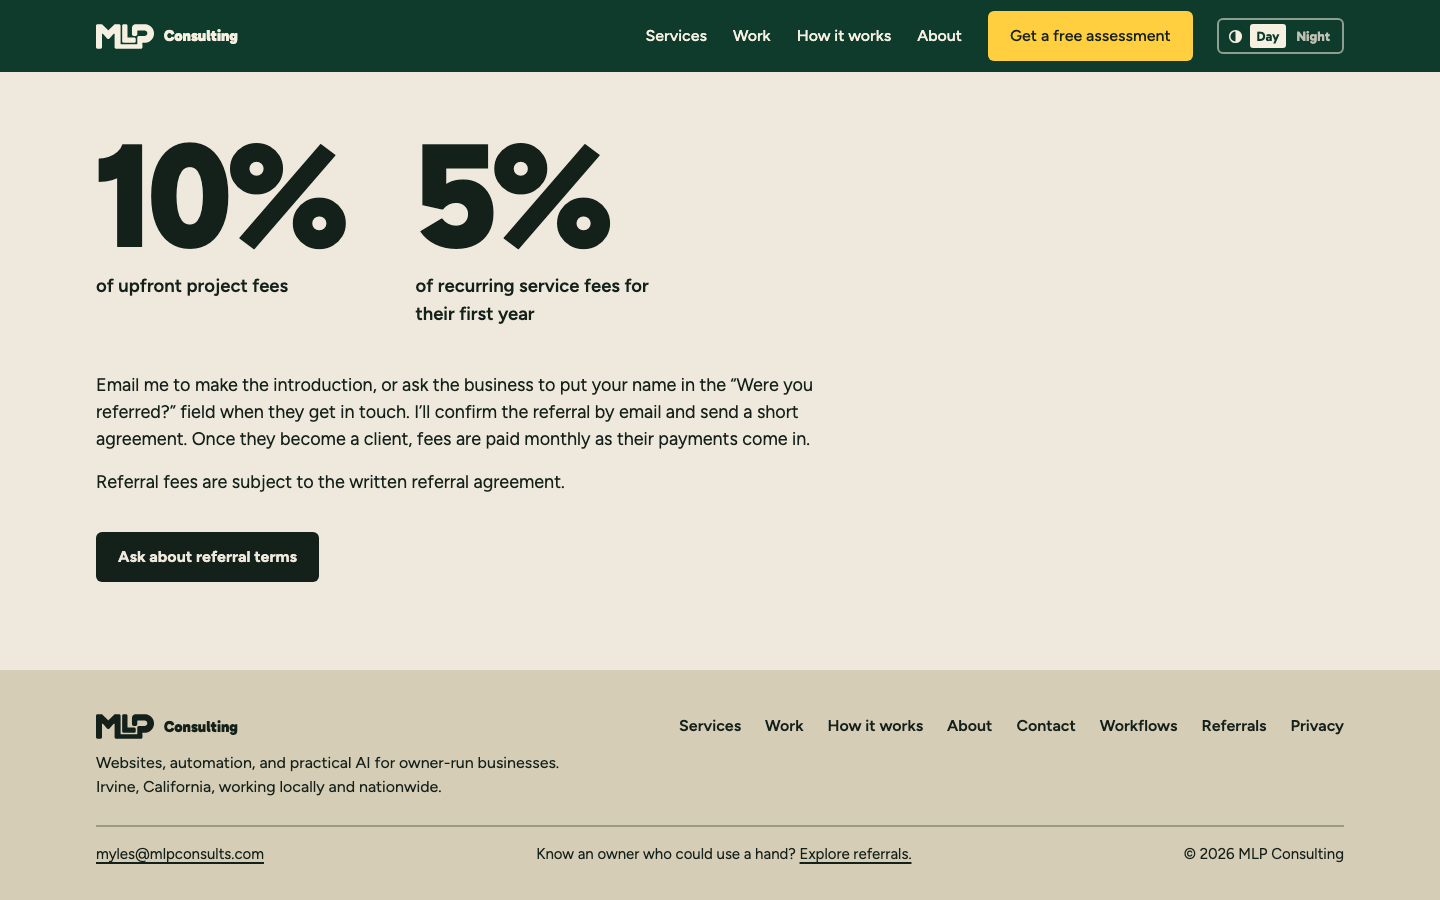 MLP Consulting
Services
Work
How it works
About
Get a free assessment
Day
Night
10%
of upfront project fees
5%
of recurring service fees for
their first year
Email me to make the introduction, or ask the business to put your name in the “Were you
referred?” field when they get in touch. I’ll confirm the referral by email and send a short
agreement. Once they become a client, fees are paid monthly as their payments come in.
Referral fees are subject to the written referral agreement.
Ask about referral terms
MLP Consulting
Websites, automation, and practical AI for owner-run businesses.
Irvine, California, working locally and nationwide.
Services
Work
How it works
About
Contact
Workflows
Referrals
Privacy
myles@mlpconsults.com
Know an owner who could use a hand? Explore referrals.
© 2026 MLP Consulting